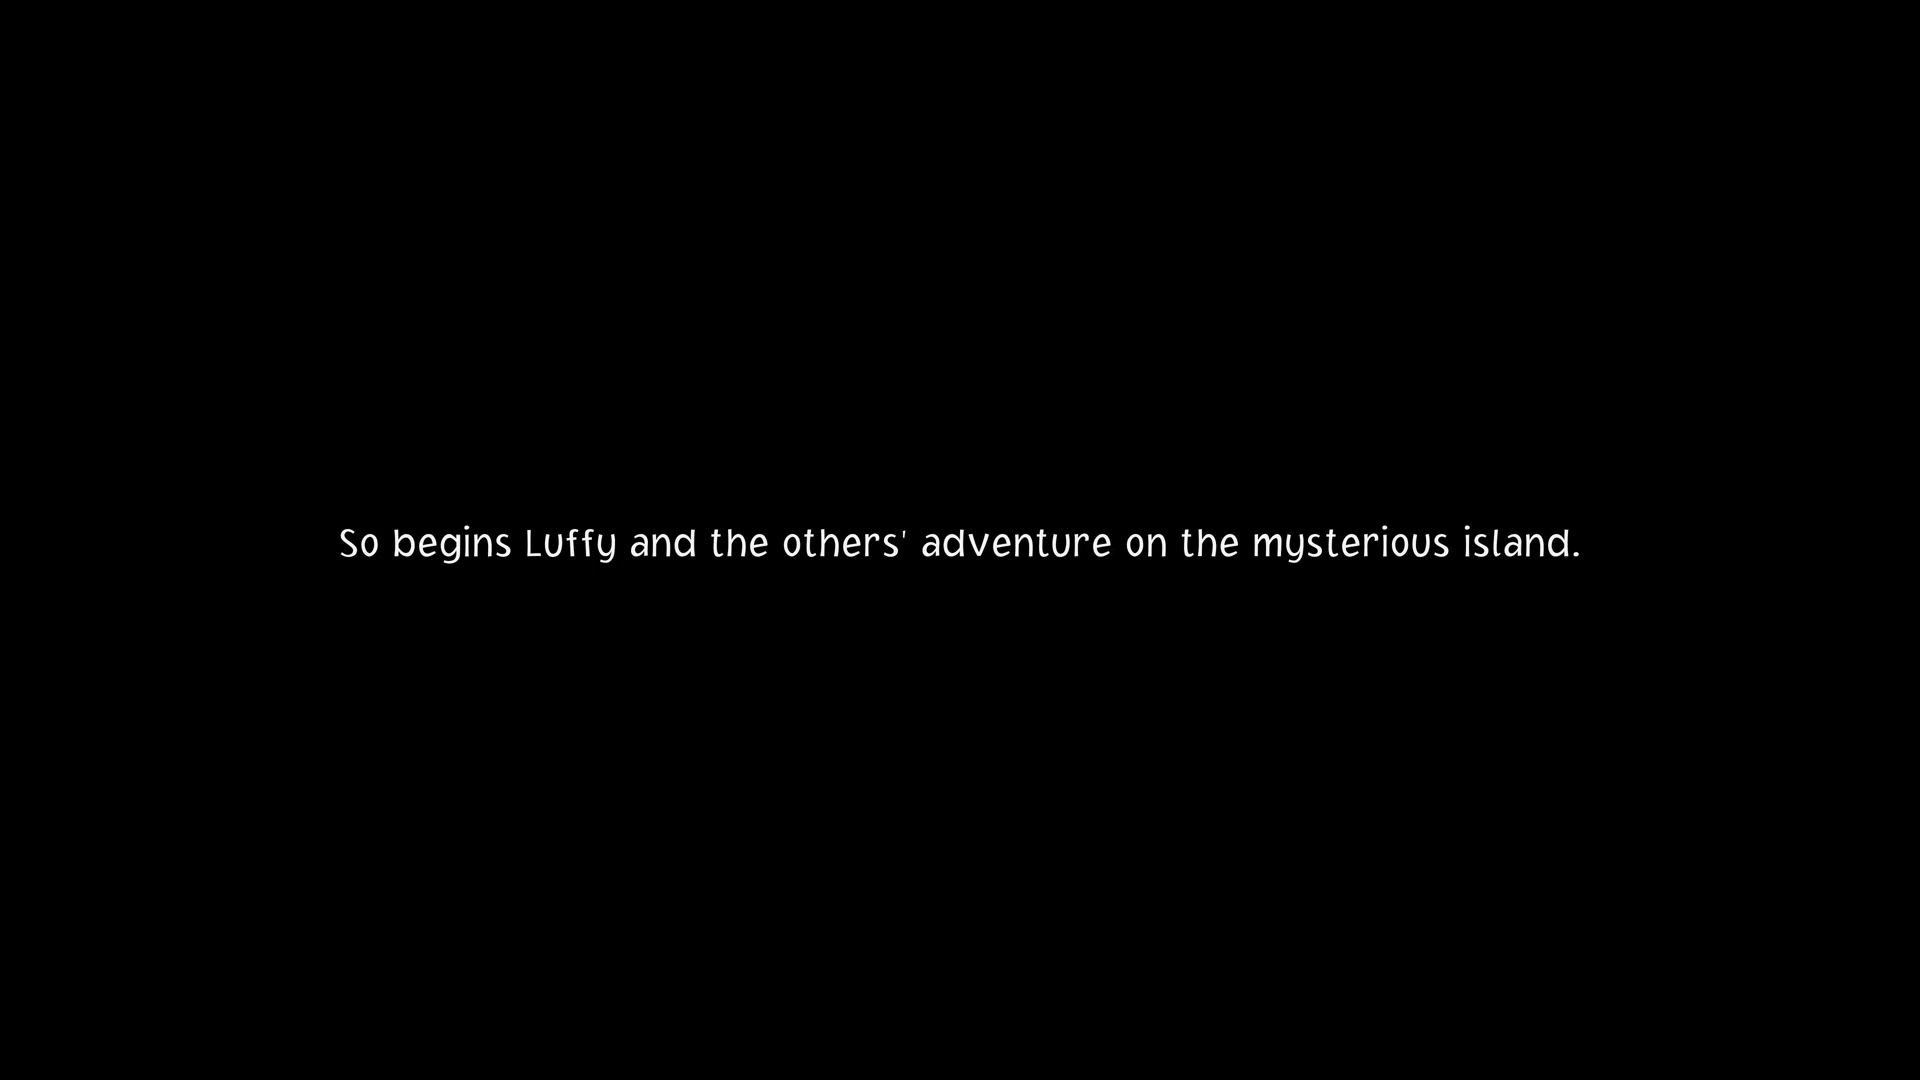 So begins Luffy and the others' adventure on the mysterious island.